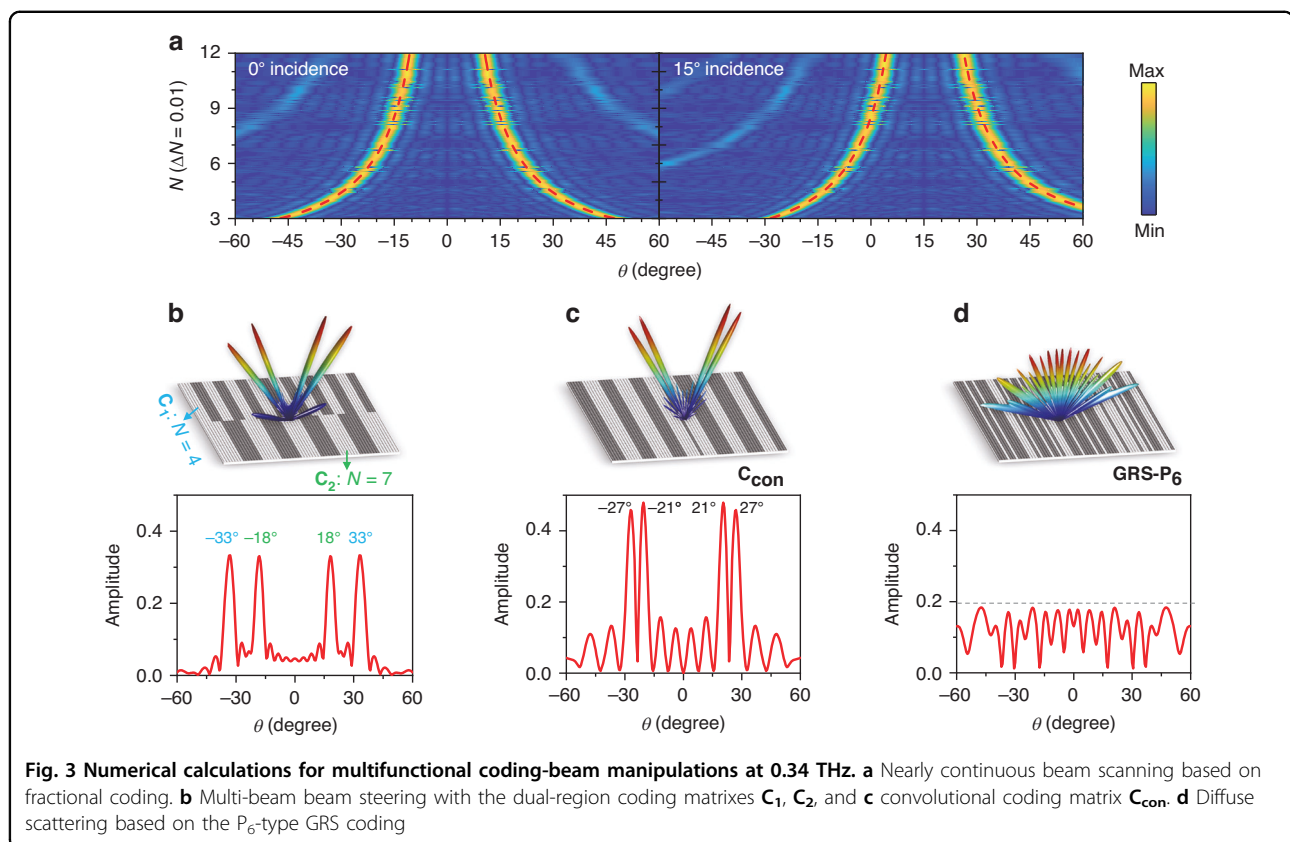 a
0° incidence
15° incidence
N (ΔN = 0.01)
12
9
6
3
–60 –45 –30 –15 0 15 30 45 60 –45 –30 –15 0 15 30 45 60
θ (degree)
θ (degree)
Max
Min
b
C₁: N = 4
C₂: N = 7
–33° –18° 18° 33°
Amplitude
0.4
0.2
0.0
–60 –30 0 30 60
θ (degree)
c
C_con
–27° –21° 21° 27°
Amplitude
0.4
0.2
0.0
–60 –30 0 30 60
θ (degree)
d
GRS-P₆
Amplitude
0.4
0.2
0.0
–60 –30 0 30 60
θ (degree)
Fig. 3 Numerical calculations for multifunctional coding-beam manipulations at 0.34 THz. a Nearly continuous beam scanning based on
fractional coding. b Multi-beam beam steering with the dual-region coding matrixes C₁, C₂, and c convolutional coding matrix C_con. d Diffuse
scattering based on the P₆-type GRS coding